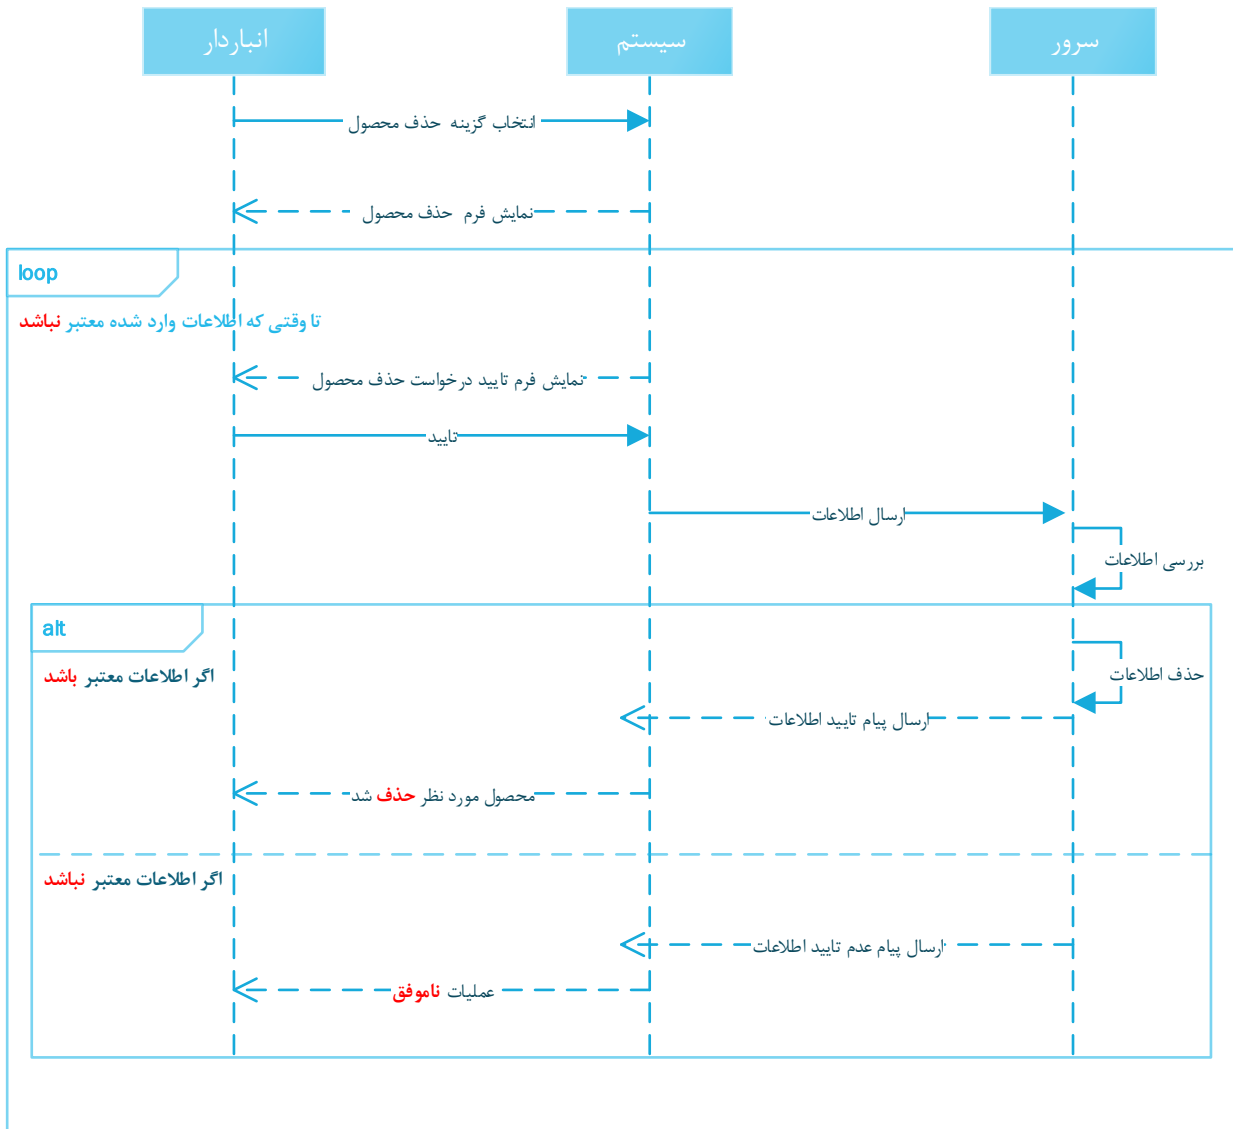 انباردار
سیستم
سرور
انتخاب گزینه حذف محصول
نمایش فرم حذف محصول
loop
تا وقتی که اطلاعات وارد شده معتبر نباشد
نمایش فرم تایید درخواست حذف محصول
تایید
ارسال اطلاعات
بررسی اطلاعات
alt
اگر اطلاعات معتبر باشد
حذف اطلاعات
ارسال پیام تایید اطلاعات
محصول مورد نظر حذف شد
اگر اطلاعات معتبر نباشد
ارسال پیام عدم تایید اطلاعات
عملیات ناموفق